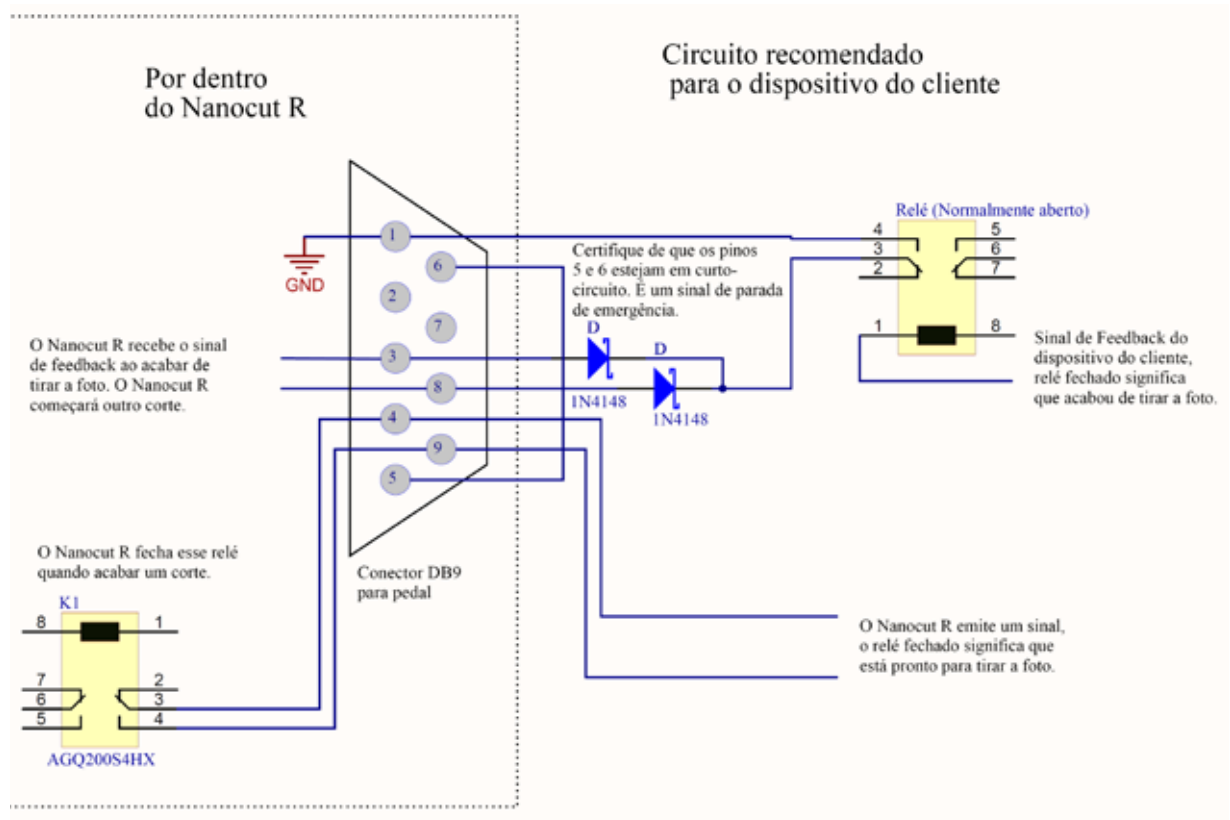 Por dentro
do Nanocut R
Circuito recomendado
para o dispositivo do cliente
Relé (Normalmente aberto)
4
3
2
5
6
7
1
8
Certifique de que os pinos
5 e 6 estejam em curto-
circuito. É um sinal de parada
de emergência.
GND
1
6
2
7
3
8
4
9
5
D
1N4148
D
1N4148
O Nanocut R recebe o sinal
de feedback ao acabar de
tirar a foto. O Nanocut R
começará outro corte.
Sinal de Feedback do
dispositivo do cliente,
relé fechado significa
que acabou de tirar a foto.
O Nanocut R fecha esse relé
quando acabar um corte.
Conector DB9
para pedal
K1
8
1
7
6
5
2
3
4
AGQ200S4HX
O Nanocut R emite um sinal,
o relé fechado significa que
está pronto para tirar a foto.